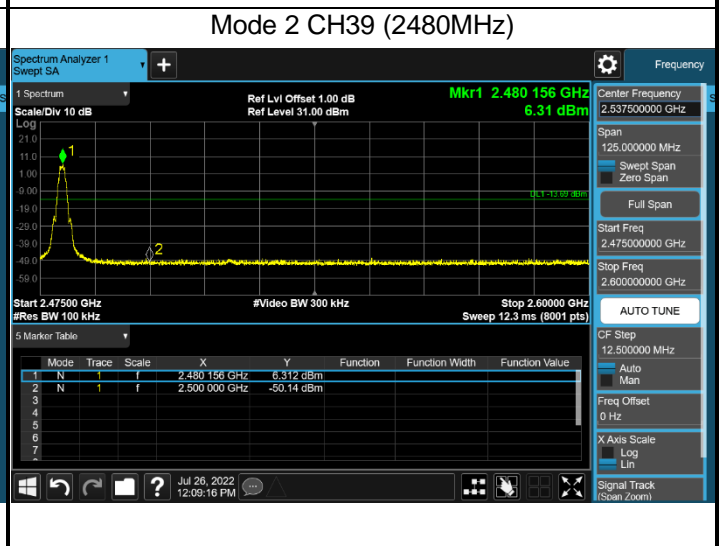 Mode 2 CH39 (2480MHz)
Spectrum Analyzer 1
Swept SA
+
Frequency
1 Spectrum
Scale/Div 10 dB
Ref Lvl Offset 1.00 dB
Ref Level 31.00 dBm
Mkr1 2.480 156 GHz
6.31 dBm
Log
21.0
11.0
1.00
-9.00
-19.0
-29.0
-39.0
-49.0
-59.0
1
2
DL1 -13.69 dBm
Start 2.47500 GHz
#Video BW 300 kHz
Stop 2.60000 GHz
#Res BW 100 kHz
Sweep 12.3 ms (8001 pts)
5 Marker Table
Mode Trace Scale X Y Function Function Width Function Value
1 N 1 f 2.480 156 GHz 6.312 dBm
2 N 1 f 2.500 000 GHz -50.14 dBm
3
4
5
6
7
Center Frequency
2.537500000 GHz
Span
125.000000 MHz
Swept Span
Zero Span
Full Span
Start Freq
2.475000000 GHz
Stop Freq
2.600000000 GHz
AUTO TUNE
CF Step
12.500000 MHz
Auto
Man
Freq Offset
0 Hz
X Axis Scale
Log
Lin
Signal Track
(Span Zoom)
?
Jul 26, 2022
12:09:16 PM